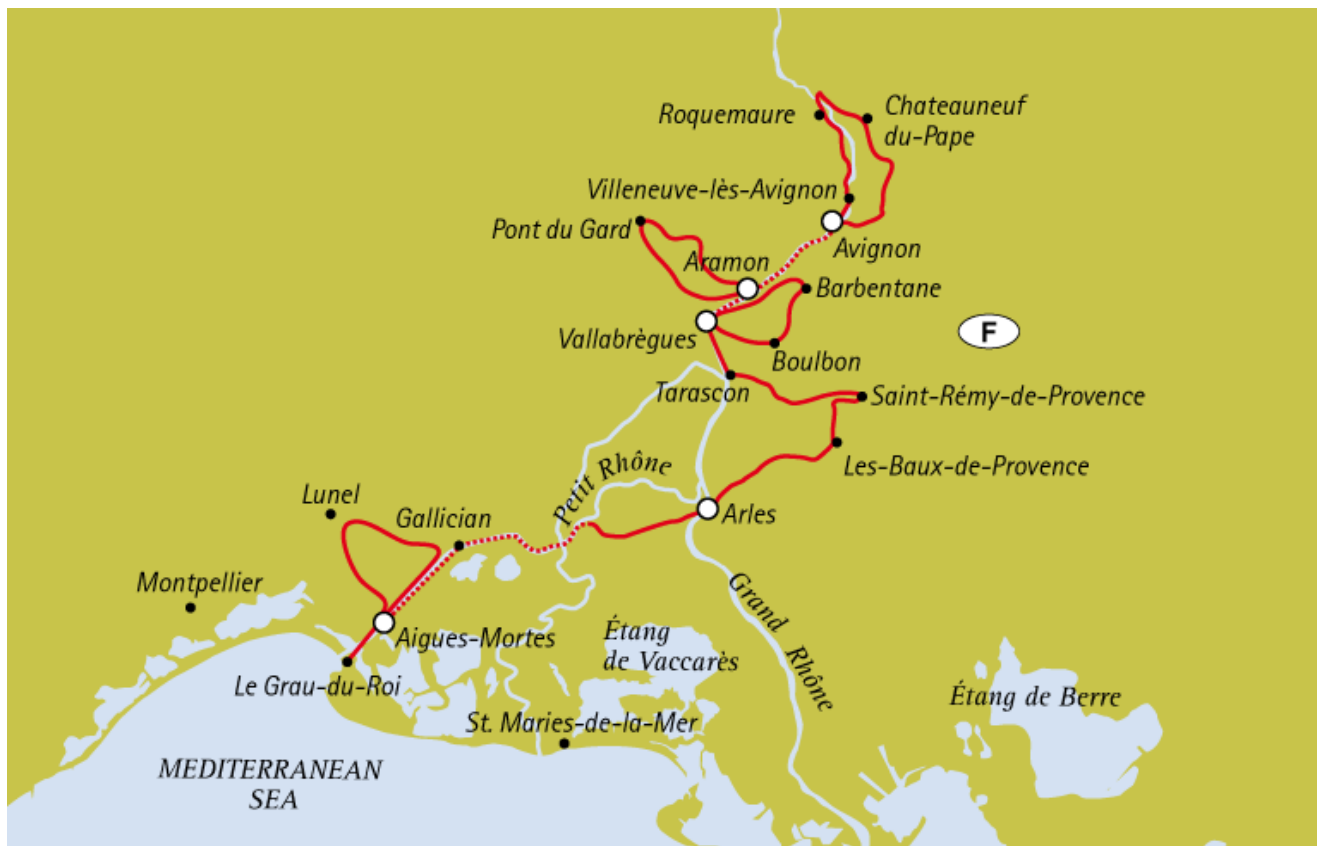 Roquemaure
Chateauneuf
du-Pape
Villeneuve-lès-Avignon
Pont du Gard
Avignon
Aramon
Barbentane
Vallabrègues
F
Boulbon
Tarascon
Saint-Rémy-de-Provence
Les-Baux-de-Provence
Petit Rhône
Lunel
Gallician
Arles
Montpellier
Grand Rhône
Aigues-Mortes
Étang
de Vaccarès
Le Grau-du-Roi
Étang de Berre
St. Maries-de-la-Mer
MEDITERRANEAN
SEA